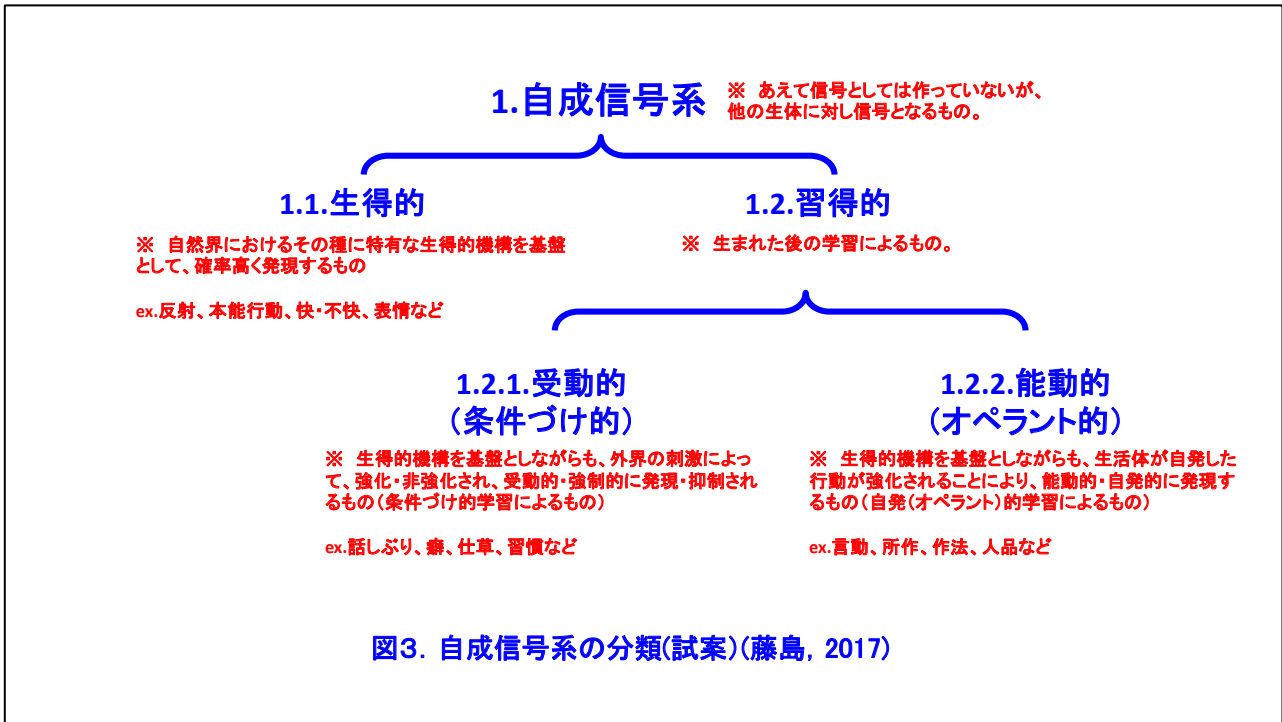 1.自成信号系
※ あえて信号としては作っていないが、
他の生体に対し信号となるもの。
1.1.生得的
※ 自然界におけるその種に特有な生得的機構を基盤
として、確率高く発現するもの
ex.反射、本能行動、快・不快、表情など
1.2.習得的
※ 生まれた後の学習によるもの。
1.2.1.受動的
（条件づけ的）
※ 生得的機構を基盤としながらも、外界の刺激によっ
て、強化・非強化され、受動的・強制的に発現・抑制され
るもの（条件づけ的学習によるもの）
ex.話しぶり、癖、仕草、習慣など
1.2.2.能動的
（オペラント的）
※ 生得的機構を基盤としながらも、生活体が自発した
行動が強化されることにより、能動的・自発的に発現す
るもの（自発（オペラント）的学習によるもの）
ex.言動、所作、作法、人品など
図３．自成信号系の分類(試案)(藤島，2017)